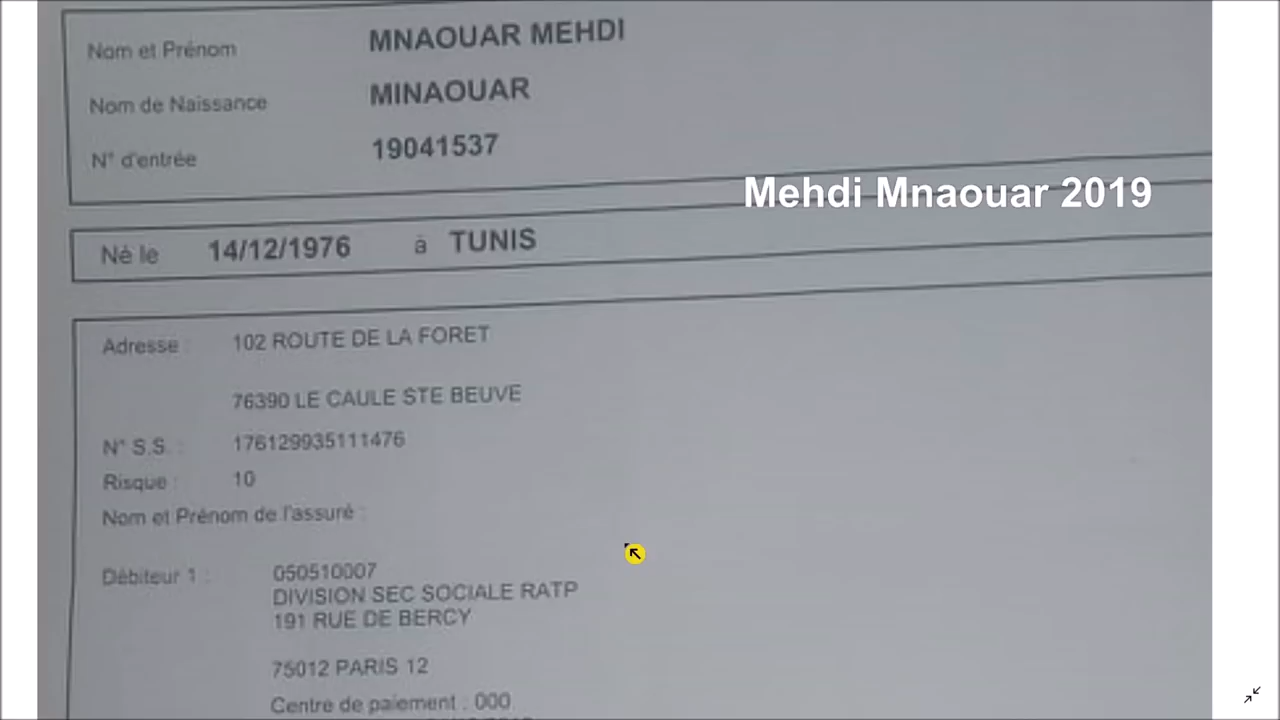 Nom et Prénom MNAOUAR MEHDI
Nom de Naissance MINAOUAR
N° d'entrée 19041537
Mehdi Mnaouar 2019
Né le 14/12/1976 à TUNIS
Adresse : 102 ROUTE DE LA FORET
76390 LE CAULE STE BEUVE
N° S.S. : 176129935111476
Risque : 10
Nom et Prénom de l'assuré :
Débiteur 1 : 050510007
DIVISION SEC SOCIALE RATP
191 RUE DE BERCY
75012 PARIS 12
Centre de paiement : 000